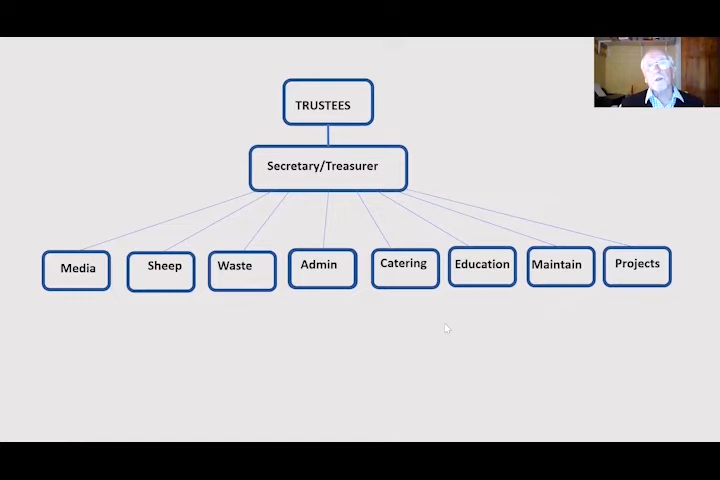 TRUSTEES
Secretary/Treasurer
Media
Sheep
Waste
Admin
Catering
Education
Maintain
Projects